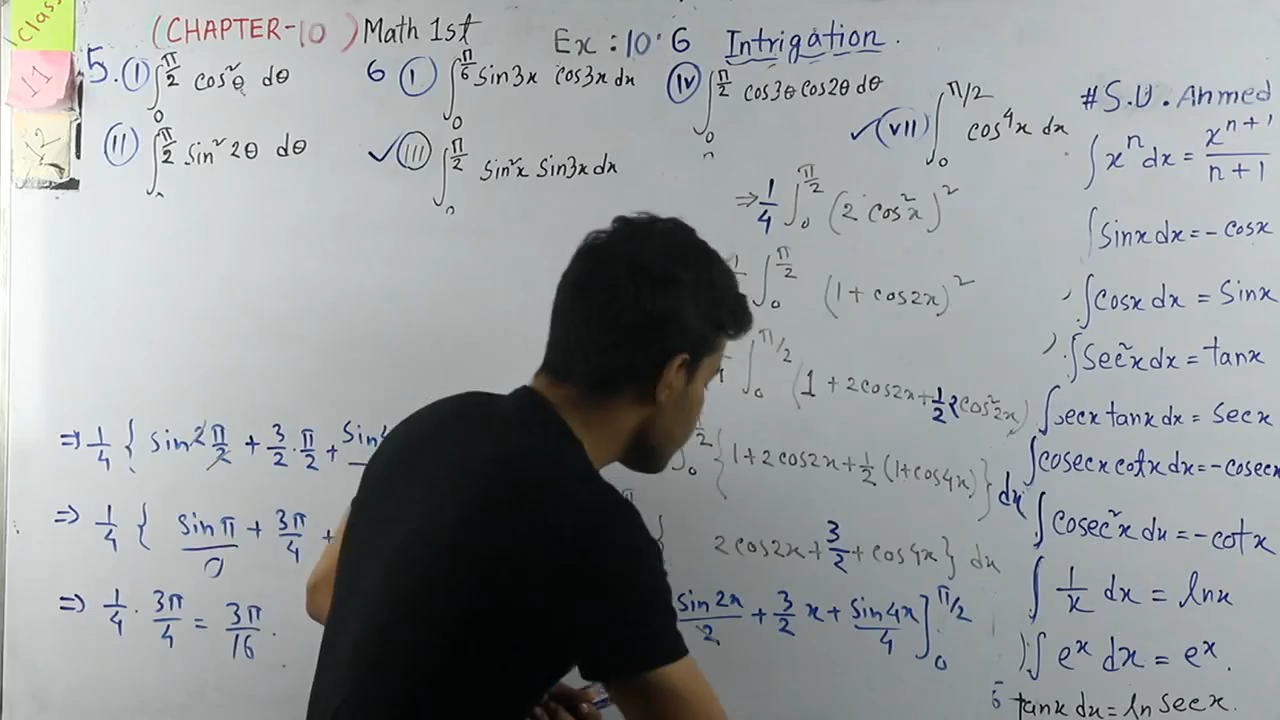 Class
11
12
(CHAPTER-10) Math 1st
Ex: 10.6 Intrigation.
5. (i) ∫₀^{π/2} cos²θ dθ
(ii) ∫^{π/2} sin²2θ dθ
6 (i) ∫₀^{π/6} sin3x cos3x dx
✓(iii) ∫₀^{π/2} sin²x sin3x dx
(iv) ∫₀^{π/2} cos3θ cos2θ dθ
✓(vii) ∫₀^{π/2} cos⁴x dx
⇒ 1/4 ∫₀^{π/2} (2 cos²x)²
∫₀^{π/2} (1 + cos2x)²
∫₀^{π/2} (1 + 2cos2x + 1/2 2cos²2x)
{1 + 2cos2x + 1/2 (1 + cos4x)} dx
2cos2x + 3/2 + cos4x} dx
sin2x/2 + 3/2 x + sin4x/4]₀^{π/2}
⇒ 1/4 { sin2 π/2 + 3/2 · π/2 +
⇒ 1/4 { sinπ/0 + 3π/4 +
⇒ 1/4 · 3π/4 = 3π/16.
#S.U.Ahmed
∫xⁿ dx = x^{n+1}/n+1
∫sinx dx = -cosx
∫cosx dx = sinx
∫sec²x dx = tanx
∫secx tanx dx = secx
∫cosecx cotx dx = -cosecx
∫cosec²x dx = -cotx
∫ 1/x dx = lnx
∫eˣ dx = eˣ.
tanx dx = ln secx.